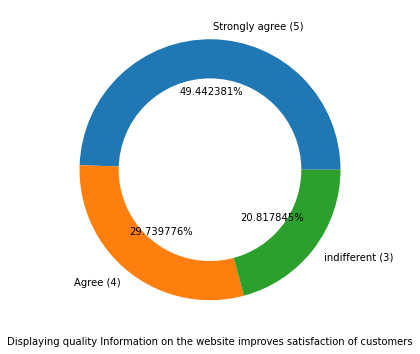 Strongly agree (5)
49.442381%
29.739776%
20.817845%
Agree (4)
indifferent (3)
Displaying quality Information on the website improves satisfaction of customers